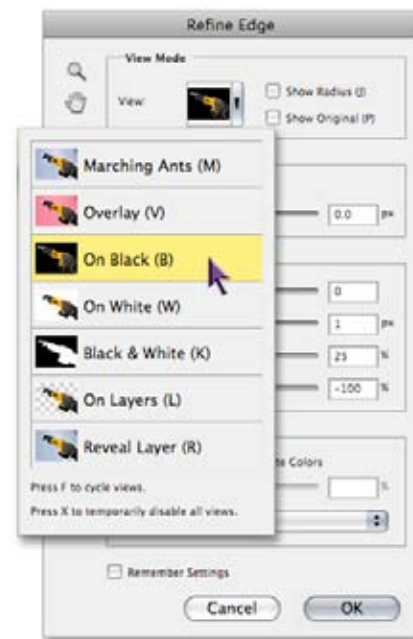 Refine Edge
View Mode
View:
Show Radius (J)
Show Original (P)
Marching Ants (M)
Overlay (V)
On Black (B)
On White (W)
Black & White (K)
On Layers (L)
Reveal Layer (R)
Press F to cycle views.
Press X to temporarily disable all views.
0.0 px
0
1 px
25 %
-100 %
te Colors
%
Remember Settings
Cancel
OK